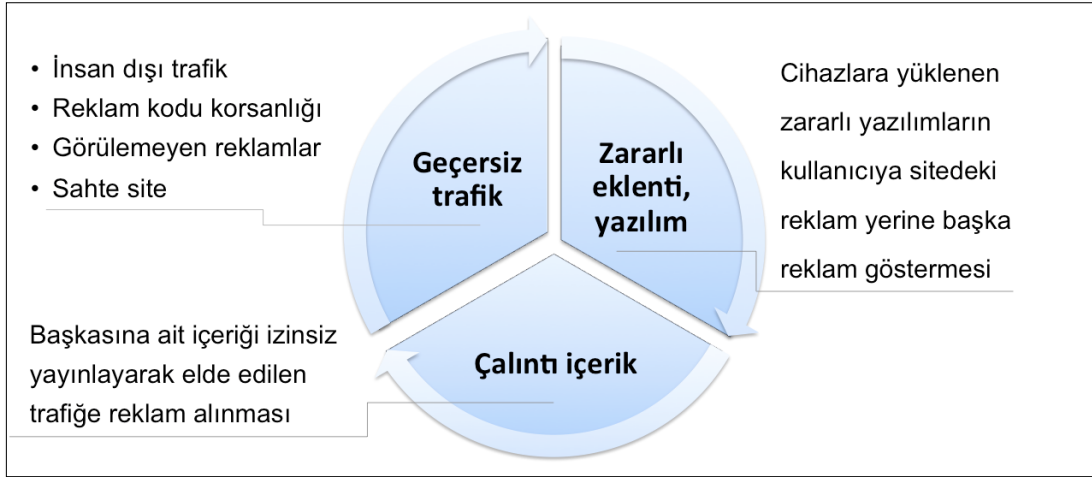 • İnsan dışı trafik
• Reklam kodu korsanlığı
• Görülemeyen reklamlar
• Sahte site
Geçersiz
trafik
Zararlı
eklenti,
yazılım
Cihazlara yüklenen
zararlı yazılımların
kullanıcıya sitedeki
reklam yerine başka
reklam göstermesi
Başkasına ait içeriği izinsiz
yayınlayarak elde edilen
trafiğe reklam alınması
Çalıntı içerik